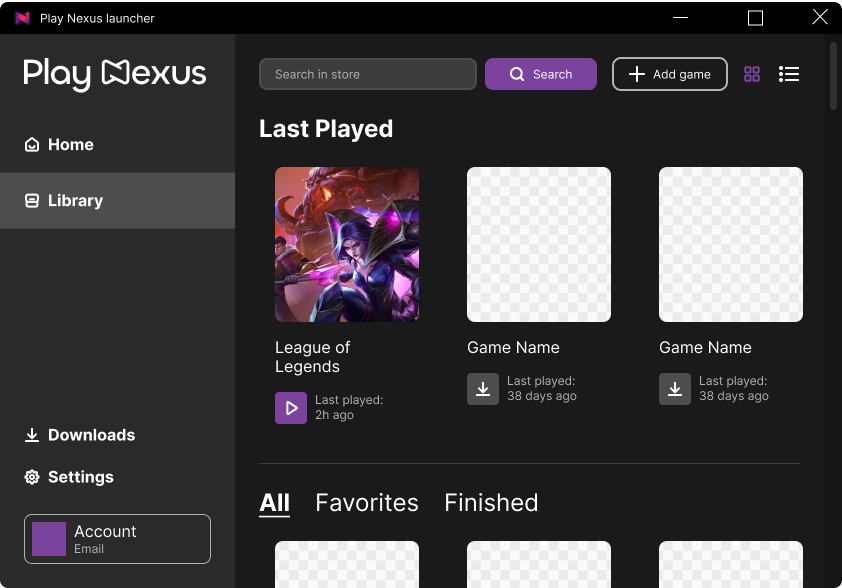 Play Nexus launcher
Play Nexus
Search in store
Search
Add game
Home
Library
Last Played
League of
Legends
Last played:
2h ago
Game Name
Last played:
38 days ago
Game Name
Last played:
38 days ago
Downloads
Settings
Account
Email
All
Favorites
Finished